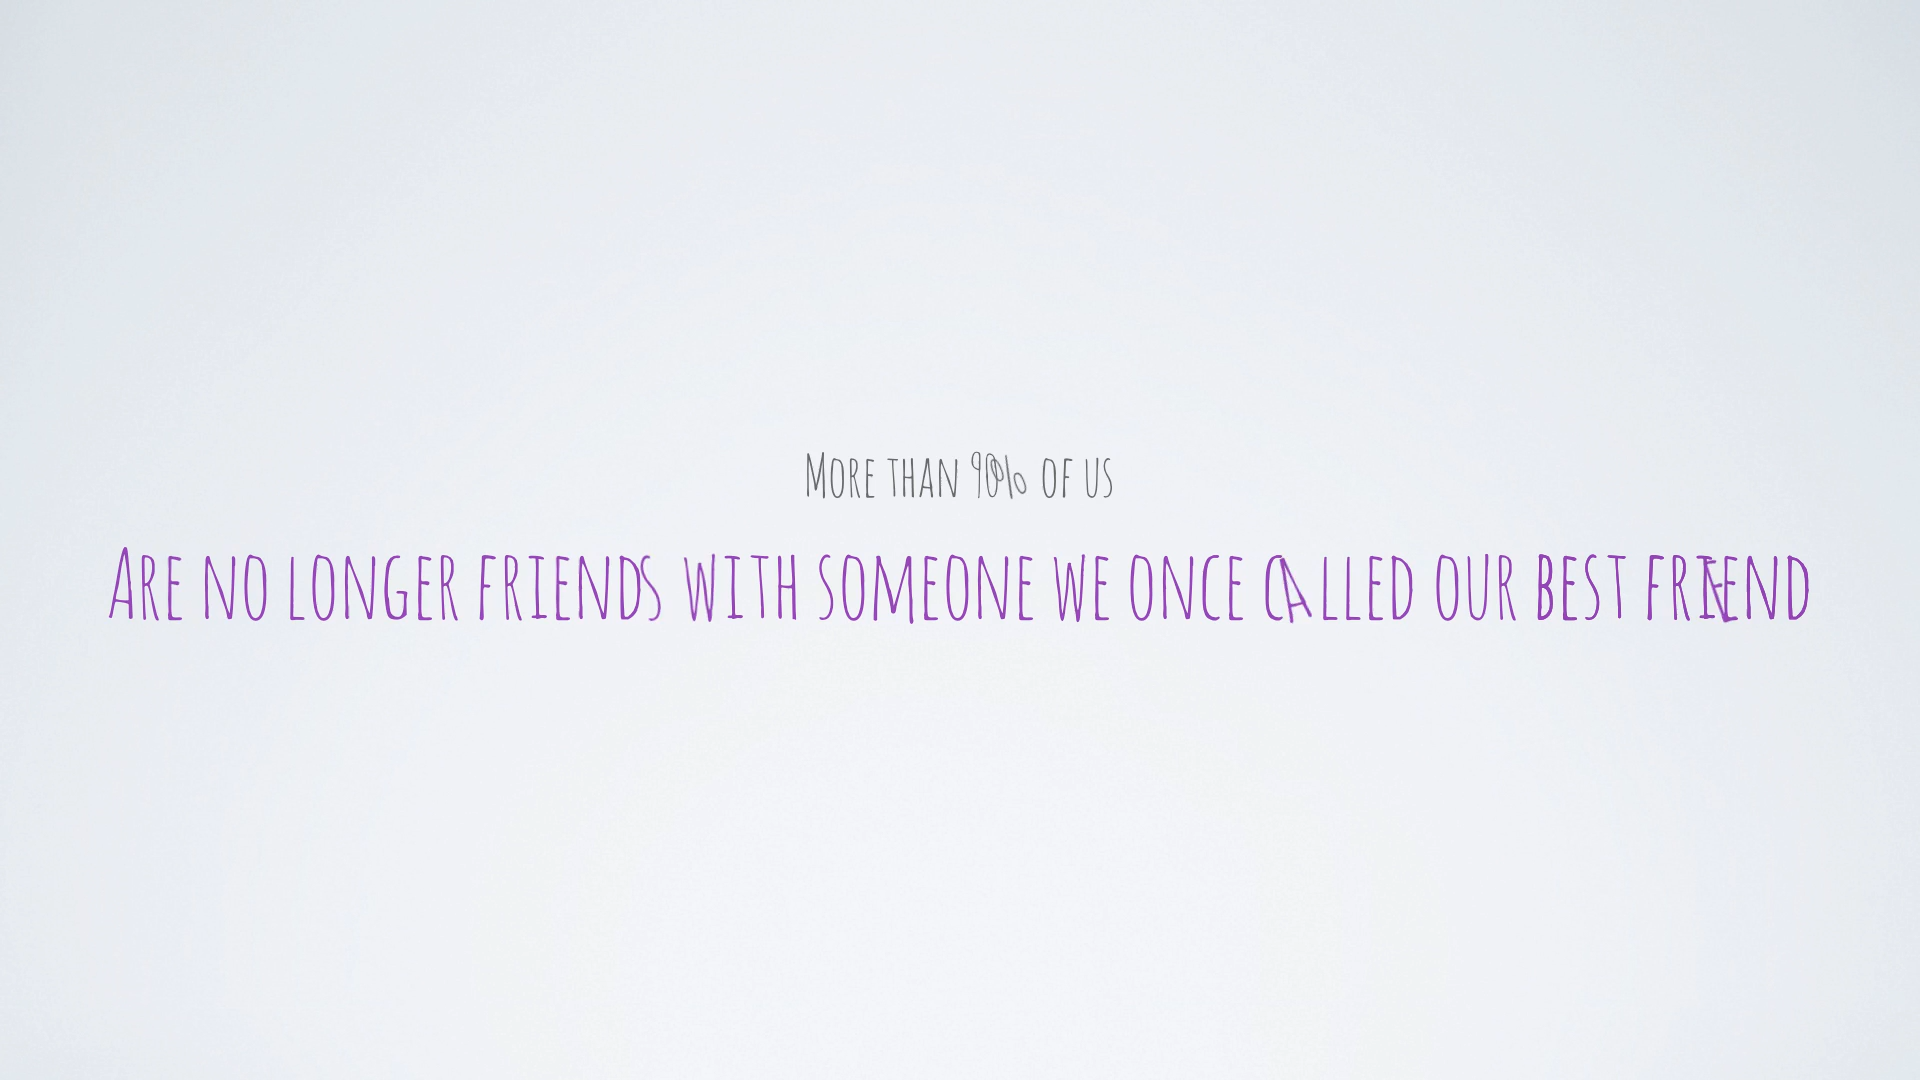 More than 90% of us
Are no longer friends with someone we once called our best friend